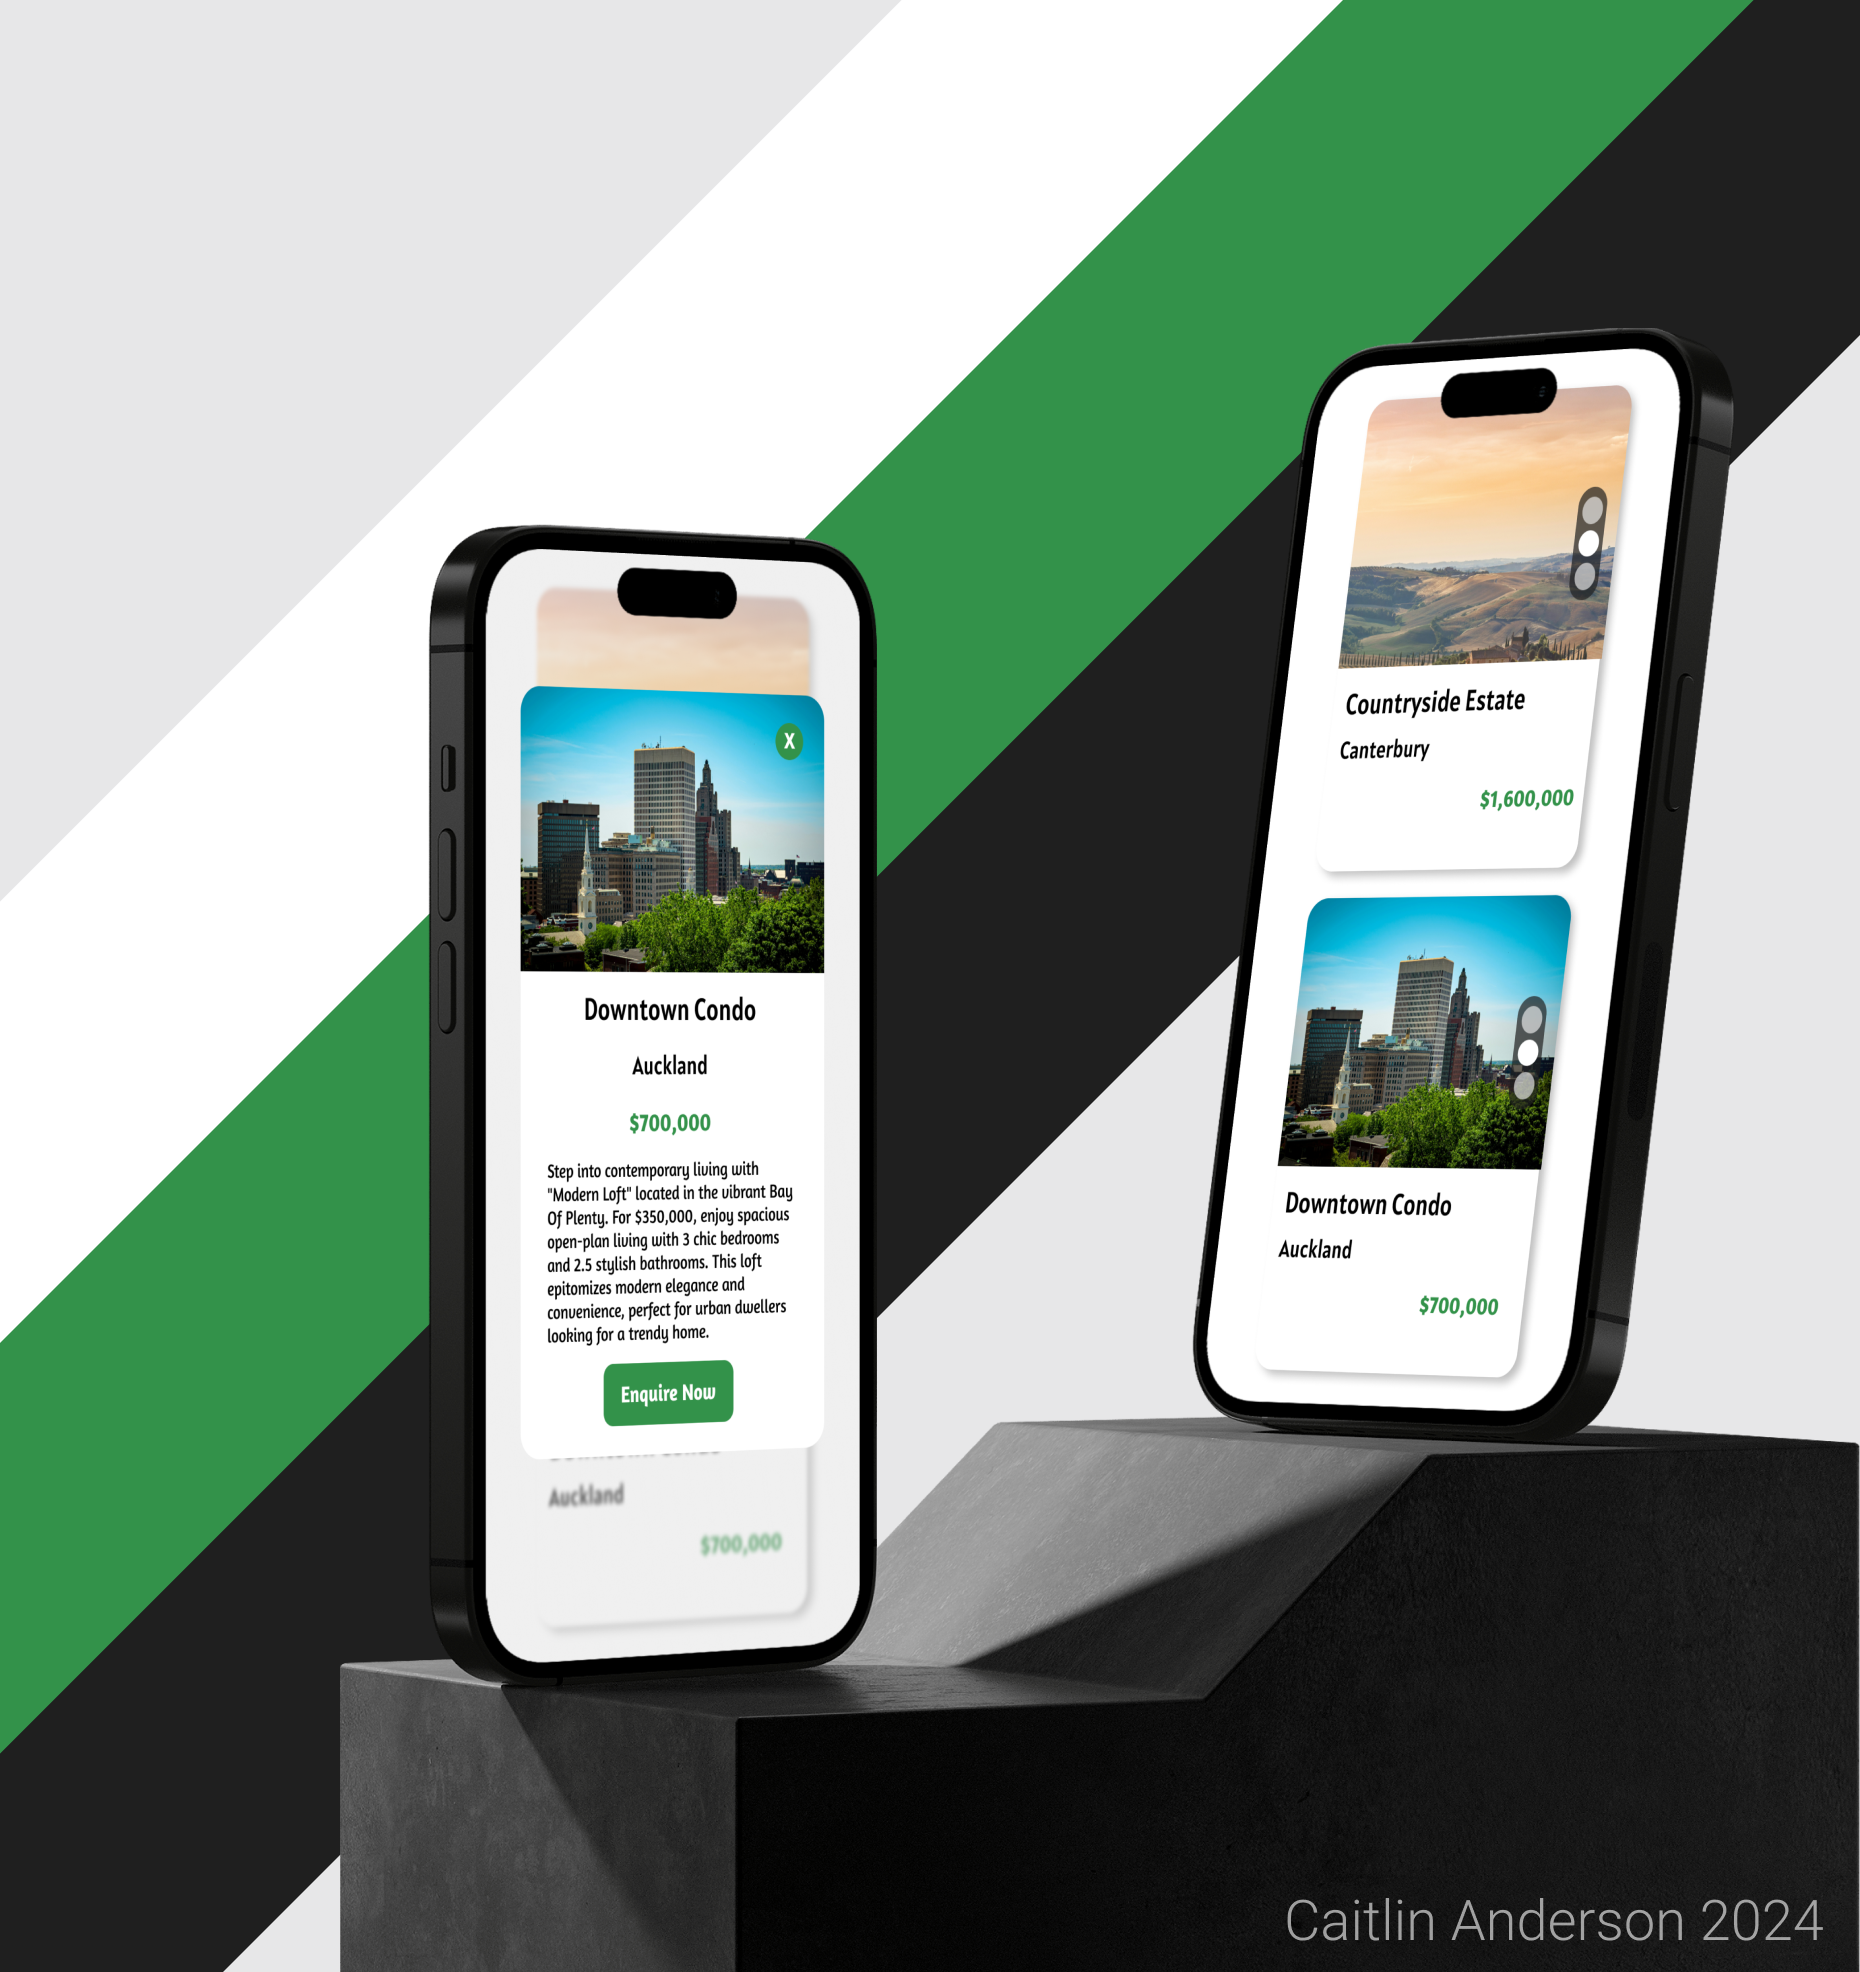 X
Downtown Condo
Auckland
$700,000
Step into contemporary living with
"Modern Loft" located in the vibrant Bay
Of Plenty. For $350,000, enjoy spacious
open-plan living with 3 chic bedrooms
and 2.5 stylish bathrooms. This loft
epitomizes modern elegance and
convenience, perfect for urban dwellers
looking for a trendy home.
Enquire Now
Auckland
$700,000
Countryside Estate
Canterbury
$1,600,000
Downtown Condo
Auckland
$700,000
Caitlin Anderson 2024